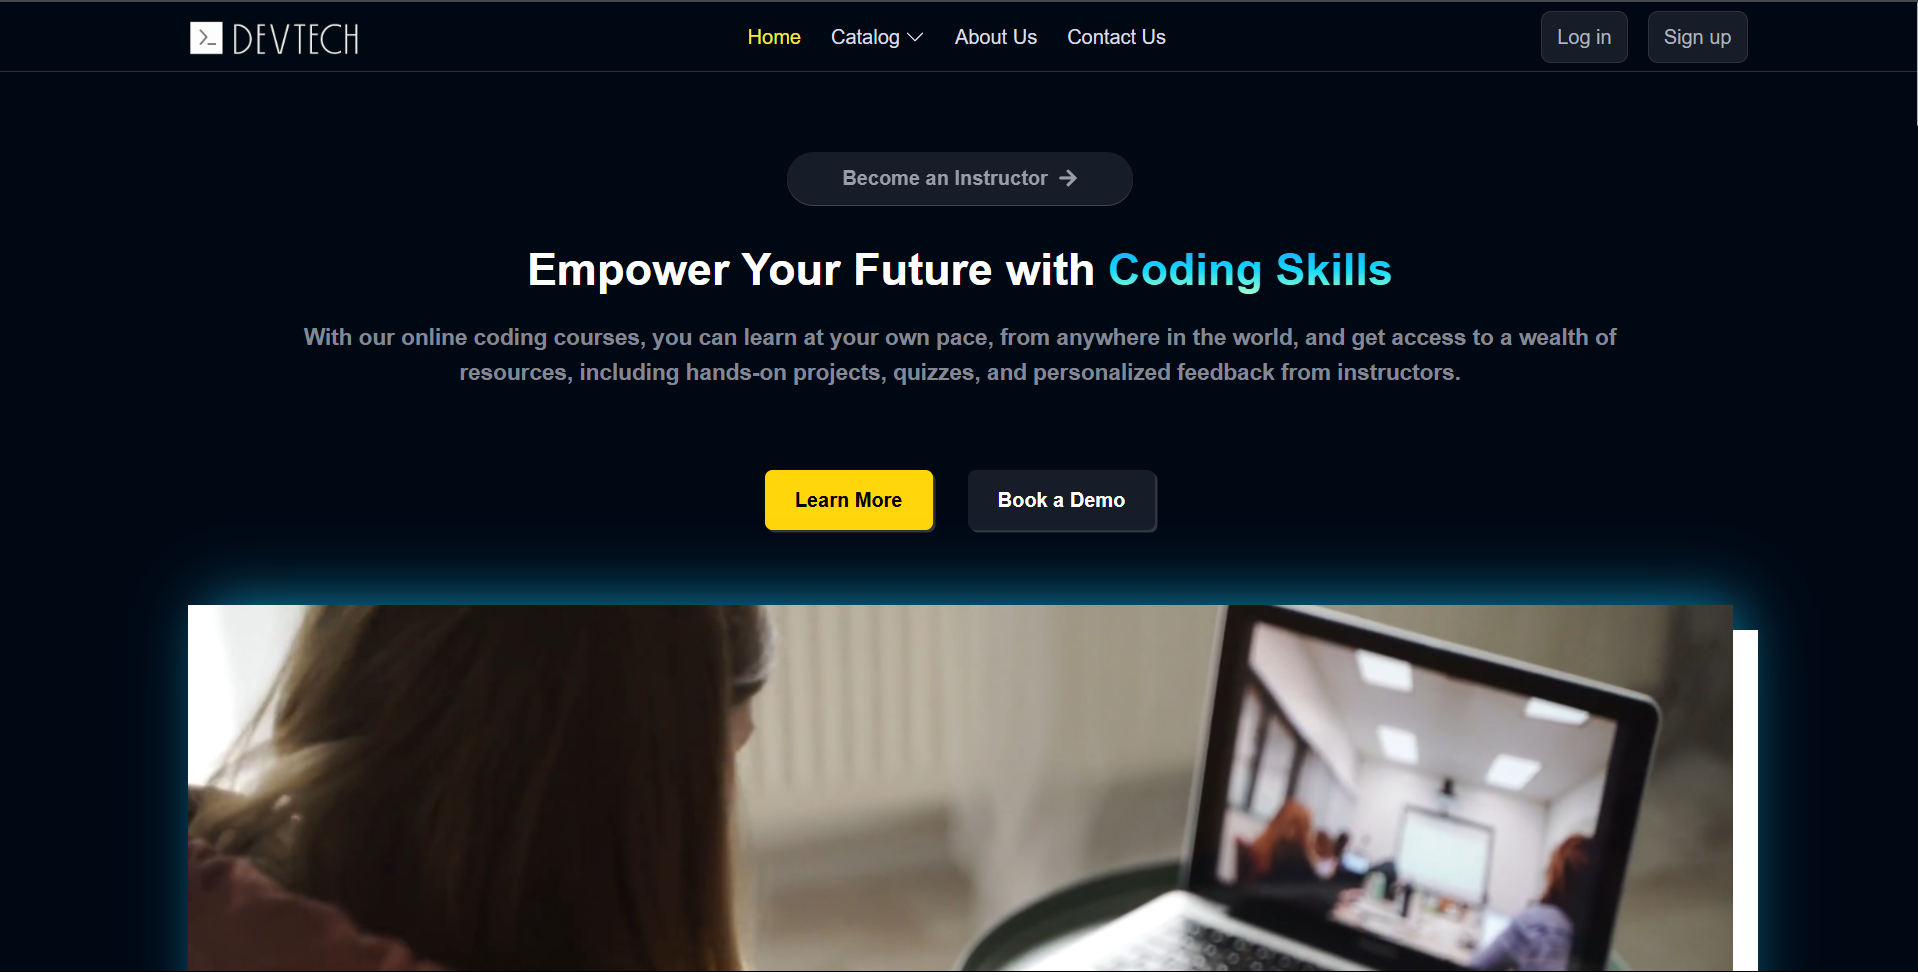 DEVTECH
Home Catalog About Us Contact Us
Log in Sign up
Become an Instructor
Empower Your Future with Coding Skills
With our online coding courses, you can learn at your own pace, from anywhere in the world, and get access to a wealth of
resources, including hands-on projects, quizzes, and personalized feedback from instructors.
Learn More Book a Demo